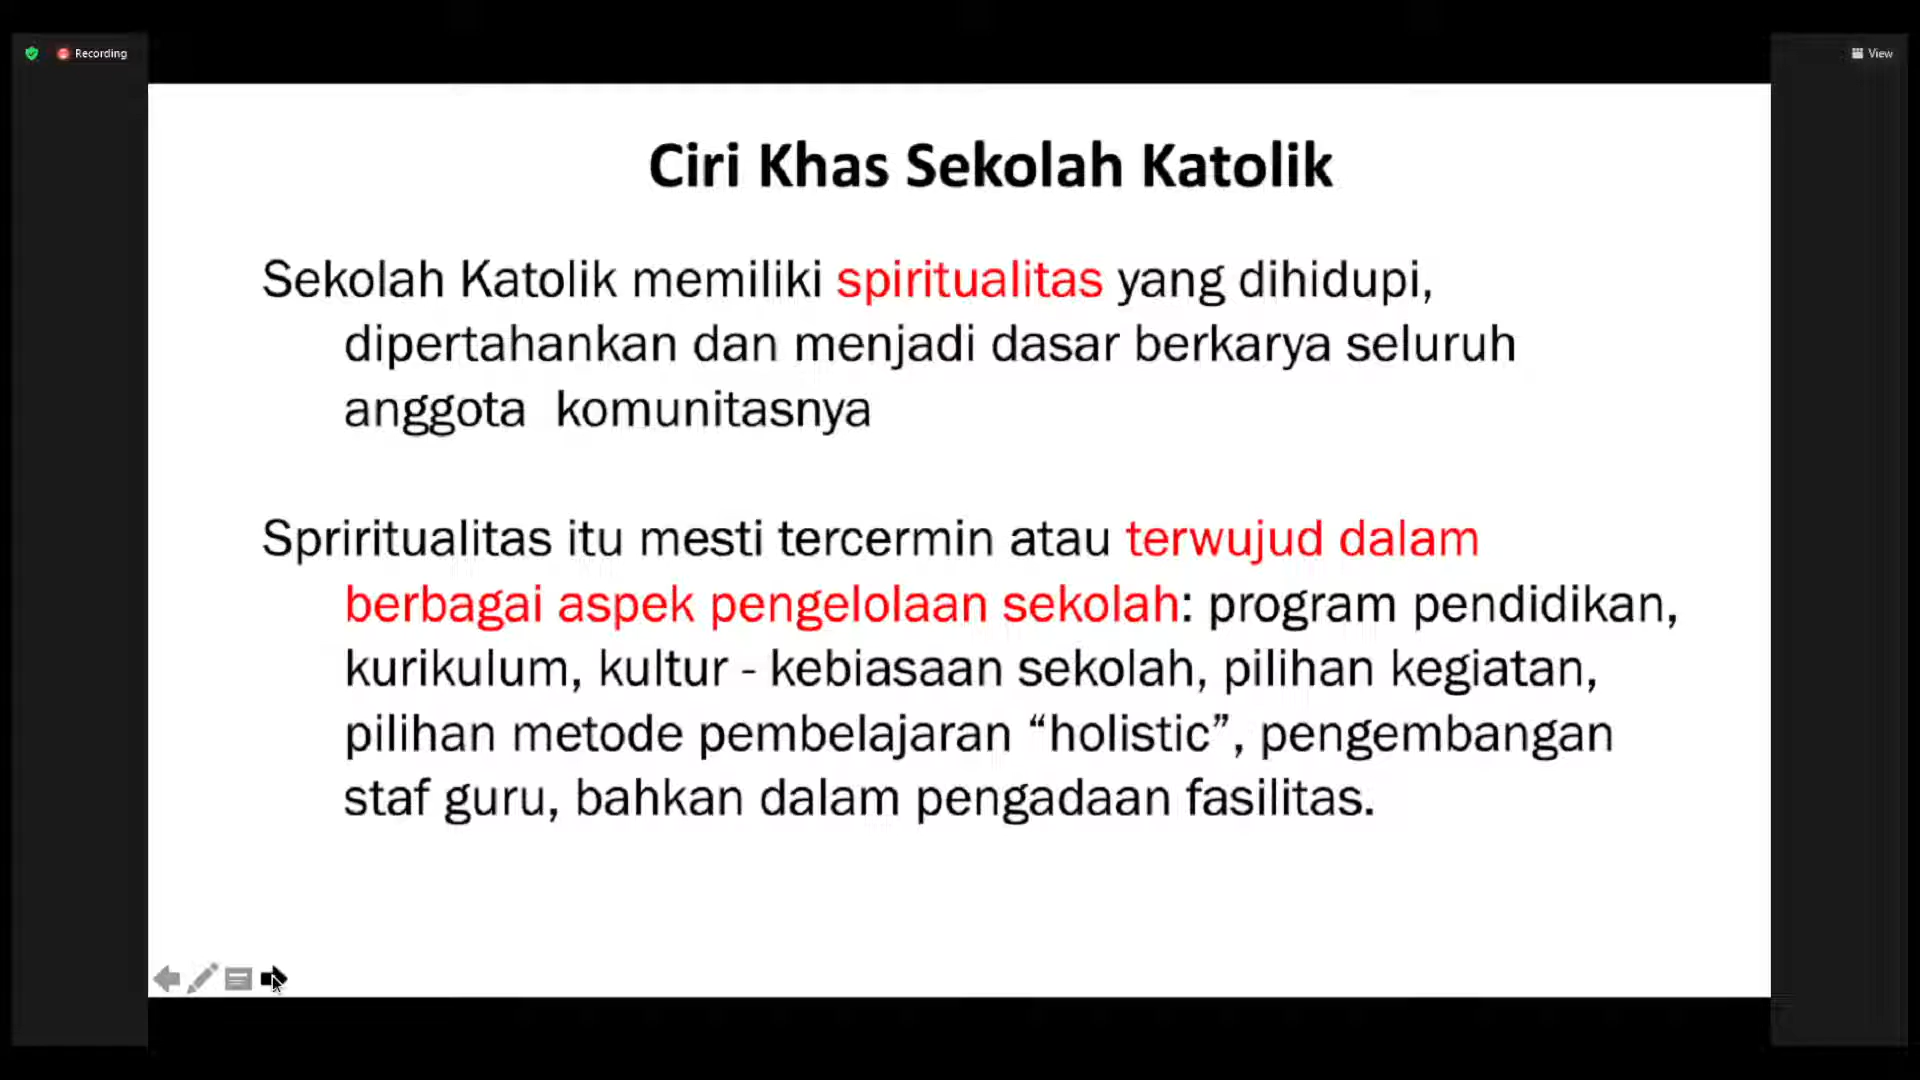 Recording
View
Ciri Khas Sekolah Katolik
Sekolah Katolik memiliki spiritualitas yang dihidupi,
dipertahankan dan menjadi dasar berkarya seluruh
anggota komunitasnya
Spriritualitas itu mesti tercermin atau terwujud dalam
berbagai aspek pengelolaan sekolah: program pendidikan,
kurikulum, kultur - kebiasaan sekolah, pilihan kegiatan,
pilihan metode pembelajaran “holistic”, pengembangan
staf guru, bahkan dalam pengadaan fasilitas.